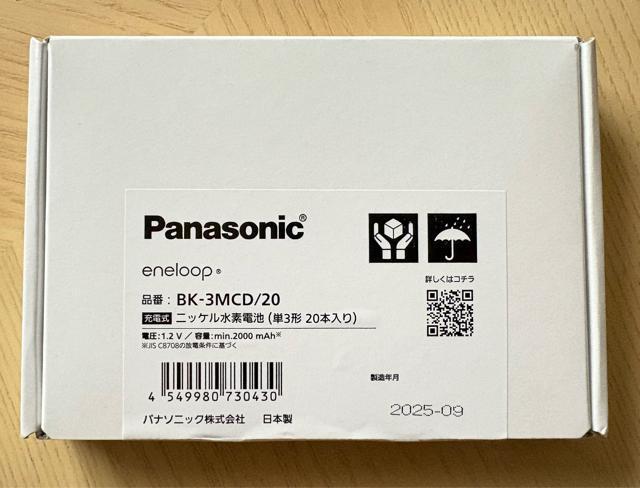 Panasonic®
eneloop®
詳しくはコチラ
品番： BK-3MCD/20
充電式 ニッケル水素電池 (単3形 20本入り)
電圧:1.2 V ／ 容量:min.2000 mAh※
※JIS C8708の放電条件に基づく
4 549980 730430
製造年月
2025-09
パナソニック株式会社 日本製